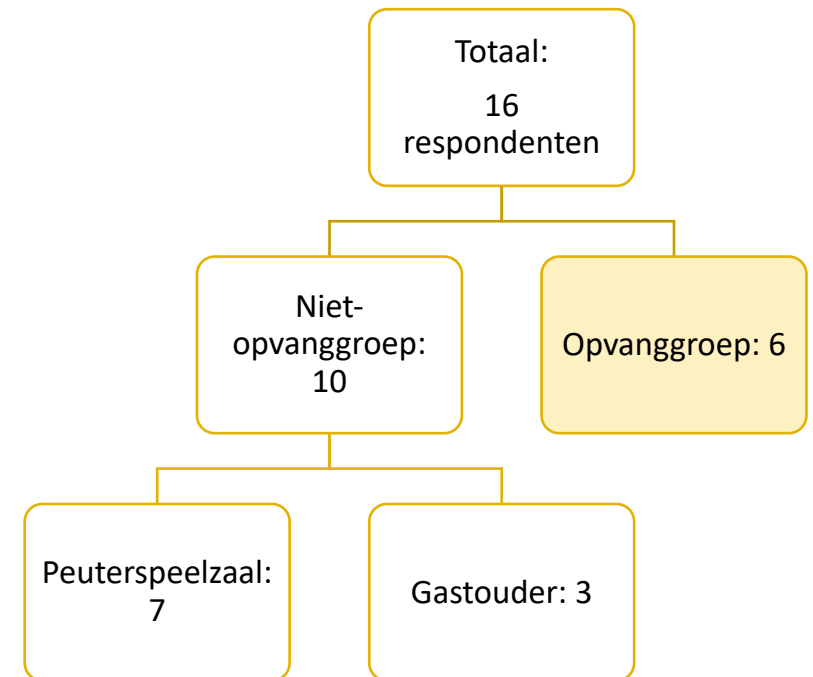 Totaal:
16
respondenten
Niet-
opvanggroep:
10
Opvanggroep: 6
Peuterspeelzaal:
7
Gastouder: 3